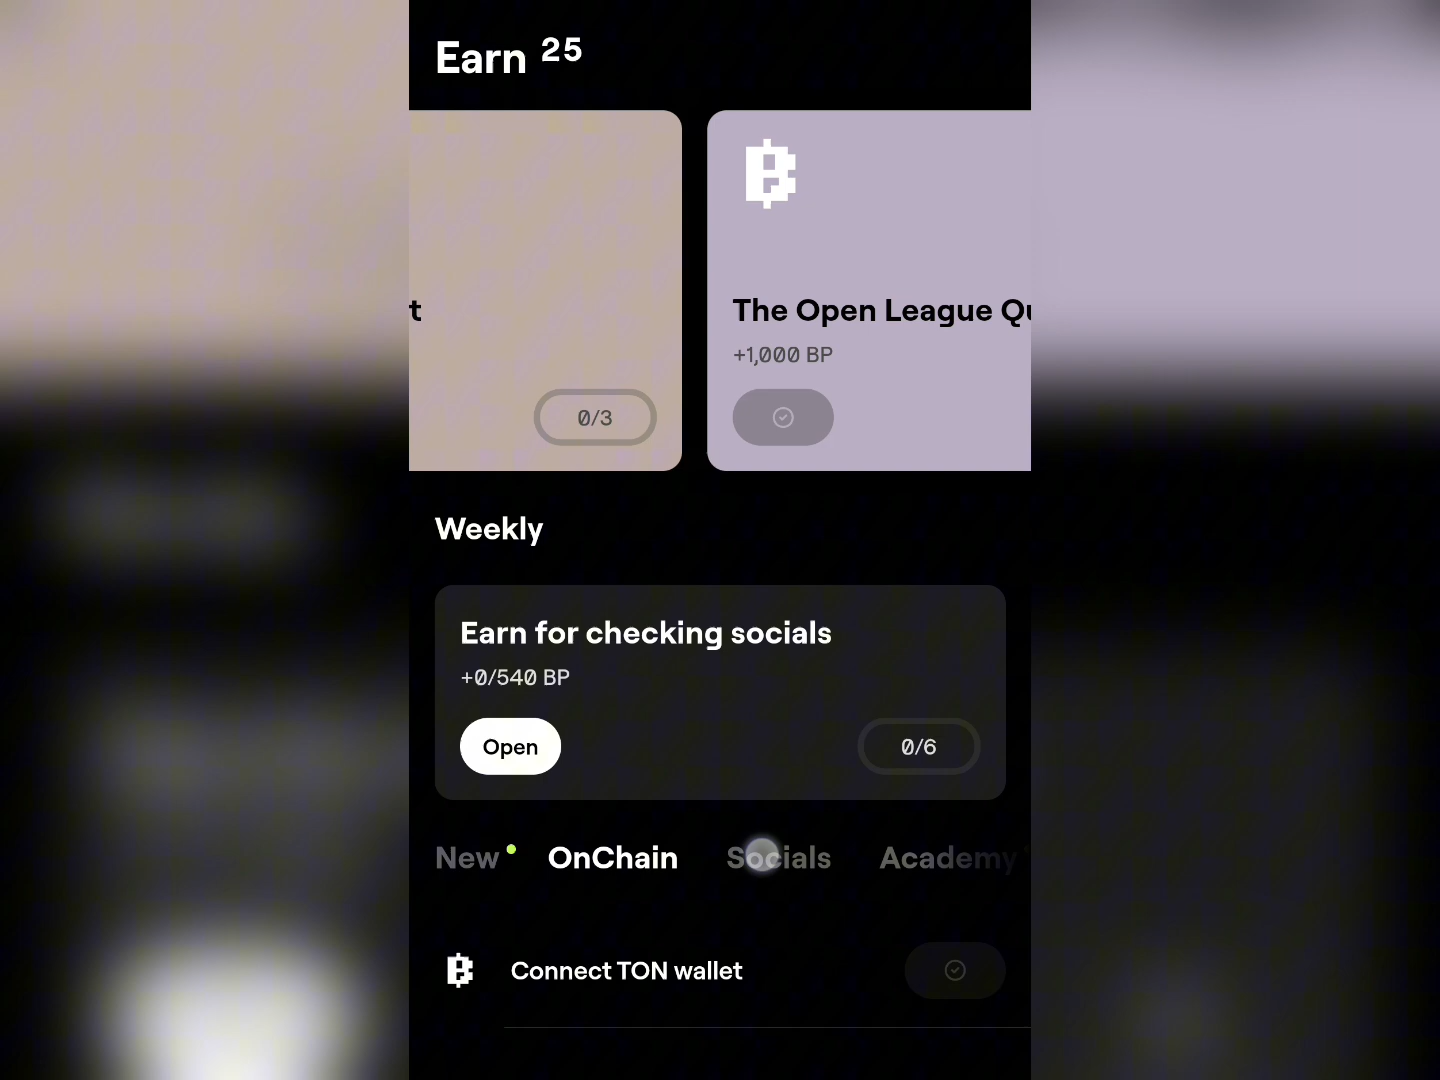 Earn 25
t
0/3
The Open League Qu
+1,000 BP
Weekly
Earn for checking socials
+0/540 BP
Open
0/6
New OnChain Socials Academy
Connect TON wallet